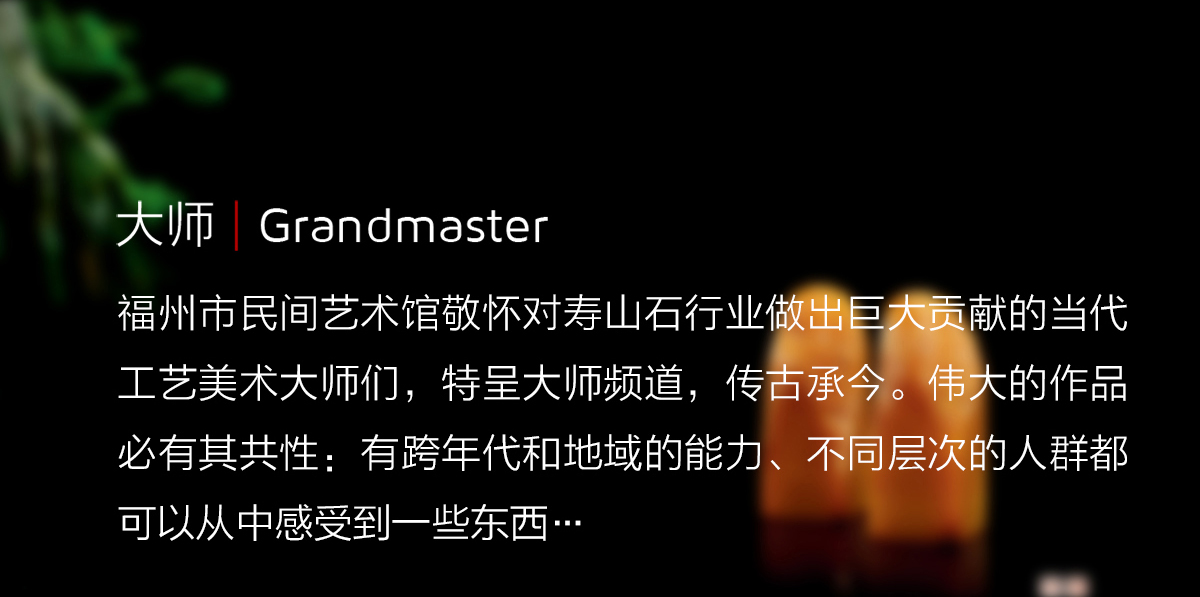 大师 | Grandmaster
福州市民间艺术馆敬怀对寿山石行业做出巨大贡献的当代
工艺美术大师们，特呈大师频道，传古承今。伟大的作品
必有其共性：有跨年代和地域的能力、不同层次的人群都
可以从中感受到一些东西…